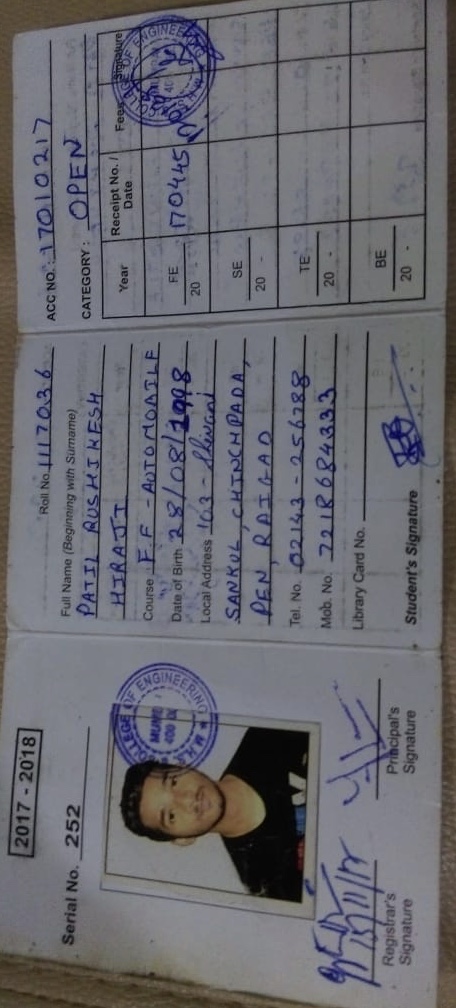 2017 - 2018
Serial No. 252
COLLEGE OF ENGINEERING
Registrar's
Signature
Principal's
Signature
Roll No 1117036
Full Name (Beginning with Surname)
PATIL RUSHIKESH
HIRAJI
Course F.F - AUTOMOBILE
Date of Birth 28/08/1998
Local Address 103 -
SANKUL, CHINCHPADA,
PEN, RAIGAD
Tel. No. 02143-256788
Mob. No. 7218684333
Library Card No.
Student's Signature
ACC NO. : 17010217
CATEGORY : OPEN
Year Receipt No. / Date Fees Signature
FE
20
170445
SE
20 -
TE
20 -
BE
20 -
COLLEGE OF ENGINEERING